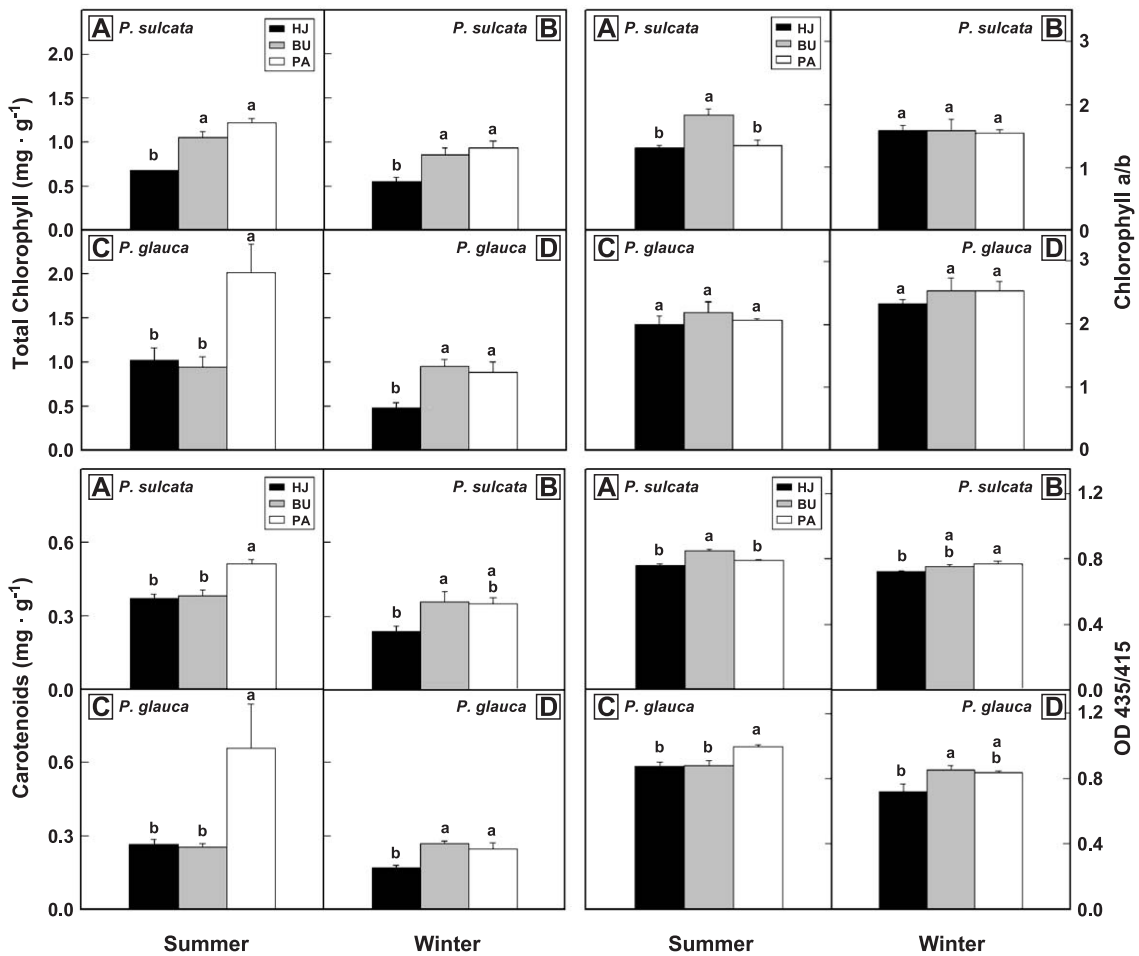 A P. sulcata
HJ
BU
PA
P. sulcata B
2.0
1.5
1.0
0.5
0.0
b
a
a
b
a
a
C P. glauca
P. glauca D
2.0
1.5
1.0
0.5
0.0
b
b
a
b
a
a
Total Chlorophyll (mg · g-1)
A P. sulcata
HJ
BU
PA
P. sulcata B
3
2
1
0
b
a
b
a
a
a
C P. glauca
P. glauca D
3
2
1
0
a
a
a
a
a
a
Chlorophyll a/b
A P. sulcata
HJ
BU
PA
P. sulcata B
0.6
0.3
0.0
b
b
a
b
a
a
b
C P. glauca
P. glauca D
0.6
0.3
0.0
b
b
a
b
a
a
Carotenoids (mg · g-1)
A P. sulcata
HJ
BU
PA
P. sulcata B
1.2
0.8
0.4
0.0
b
a
b
b
a
b
a
C P. glauca
P. glauca D
1.2
0.8
0.4
0.0
b
b
a
b
a
a
b
OD 435/415
Summer
Winter
Summer
Winter